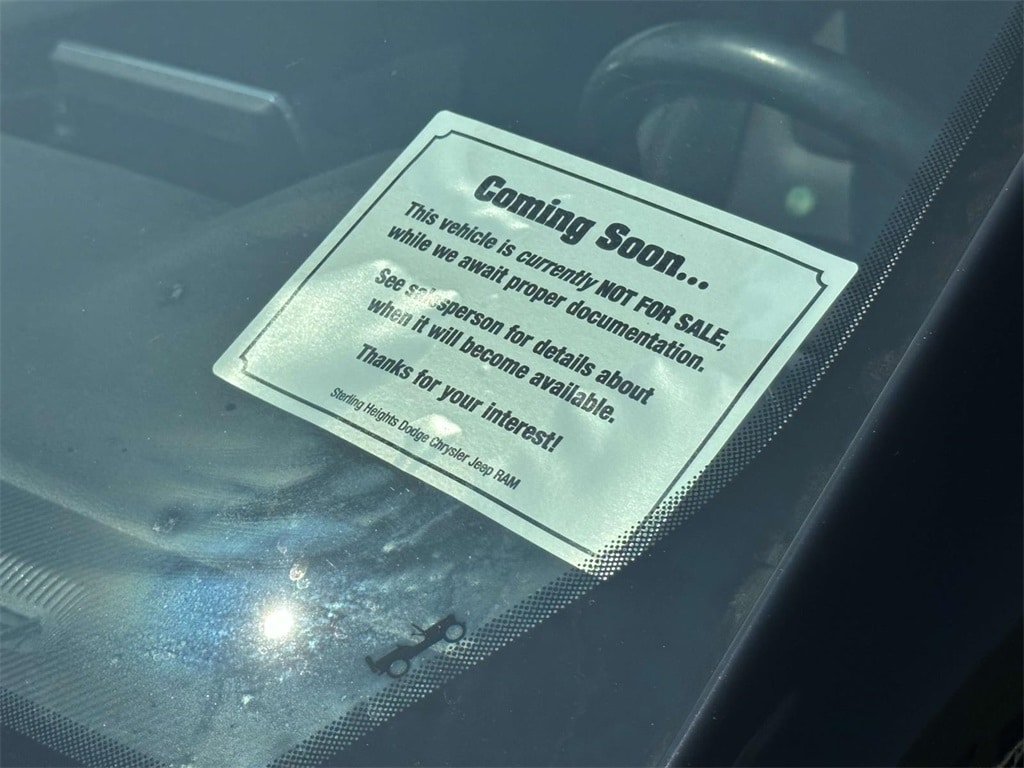 Coming Soon...
This vehicle is currently NOT FOR SALE,
while we await proper documentation.
See salesperson for details about
when it will become available.
Thanks for your interest!
Sterling Heights Dodge Chrysler Jeep RAM